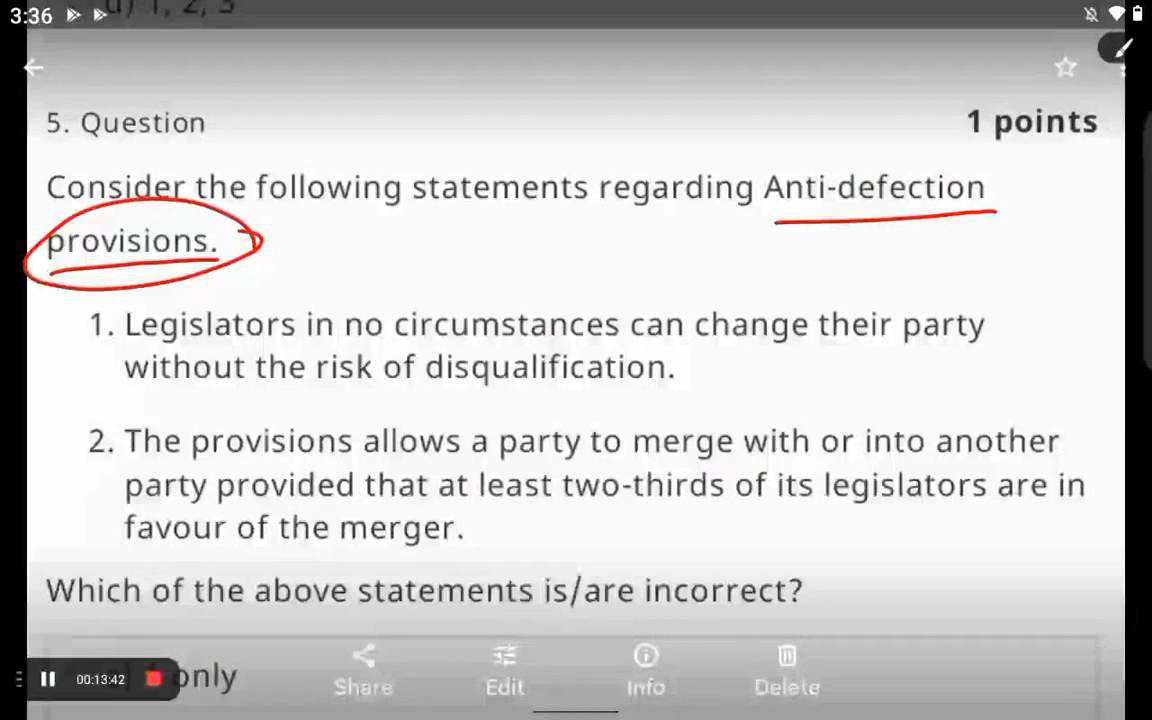 3:36
d) 1, 2, 3
5. Question
1 points
Consider the following statements regarding Anti-defection
provisions.
1. Legislators in no circumstances can change their party
without the risk of disqualification.
2. The provisions allows a party to merge with or into another
party provided that at least two-thirds of its legislators are in
favour of the merger.
Which of the above statements is/are incorrect?
00:13:42
only
Share
Edit
Info
Delete